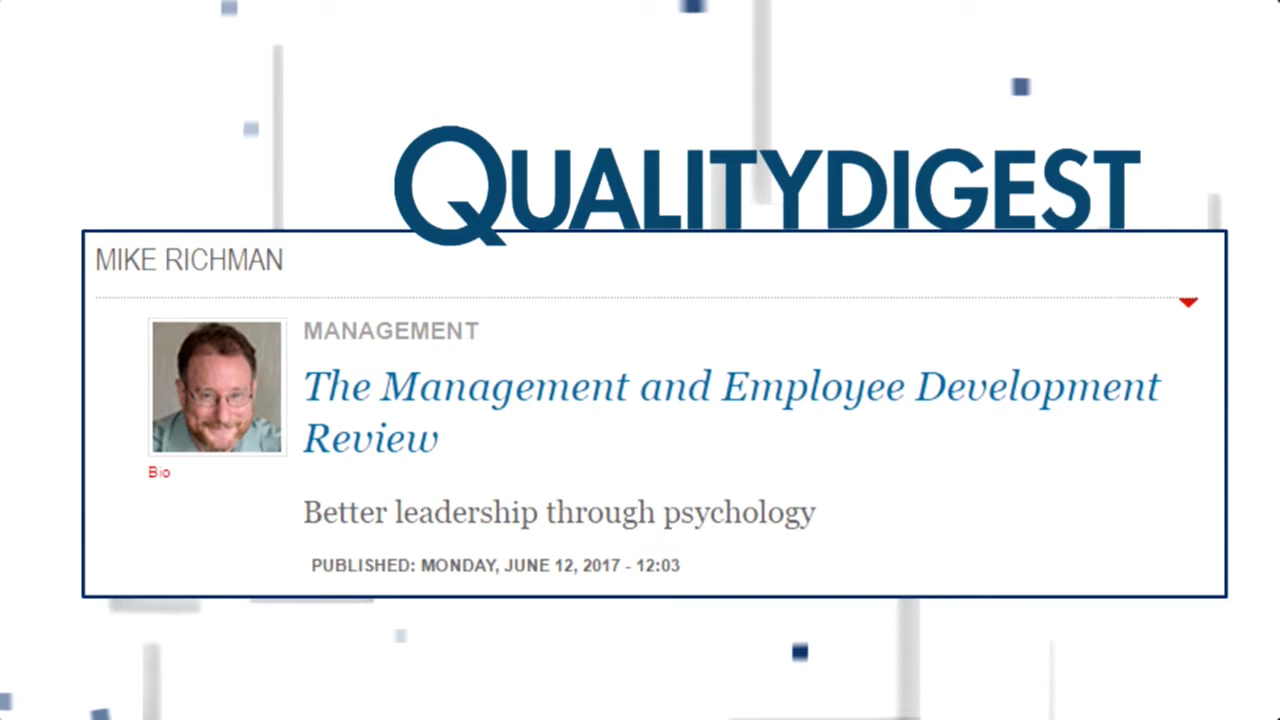 QUALITYDIGEST
MIKE RICHMAN
MANAGEMENT
The Management and Employee Development
Review
Bio
Better leadership through psychology
PUBLISHED: MONDAY, JUNE 12, 2017 - 12:03